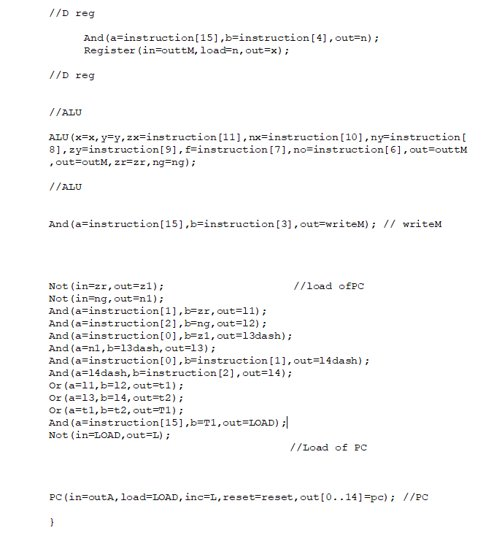 //D reg
And(a=instruction[15],b=instruction[4],out=n);
Register(in=outtM,load=n,out=x);
//D reg
//ALU
ALU(x=x,y=y,zx=instruction[11],nx=instruction[10],ny=instruction[
8],zy=instruction[9],f=instruction[7],no=instruction[6],out=outtM
,out=outM,zr=zr,ng=ng);
//ALU
And(a=instruction[15],b=instruction[3],out=writeM); // writeM
Not(in=zr,out=z1); //load ofPC
Not(in=ng,out=n1);
And(a=instruction[1],b=zr,out=l1);
And(a=instruction[2],b=ng,out=l2);
And(a=instruction[0],b=z1,out=l3dash);
And(a=n1,b=l3dash,out=l3);
And(a=instruction[0],b=instruction[1],out=l4dash);
And(a=l4dash,b=instruction[2],out=l4);
Or(a=l1,b=l2,out=t1);
Or(a=l3,b=l4,out=t2);
Or(a=t1,b=t2,out=T1);
And(a=instruction[15],b=T1,out=LOAD);
Not(in=LOAD,out=L);
//Load of PC
PC(in=outA,load=LOAD,inc=L,reset=reset,out[0..14]=pc); //PC
}